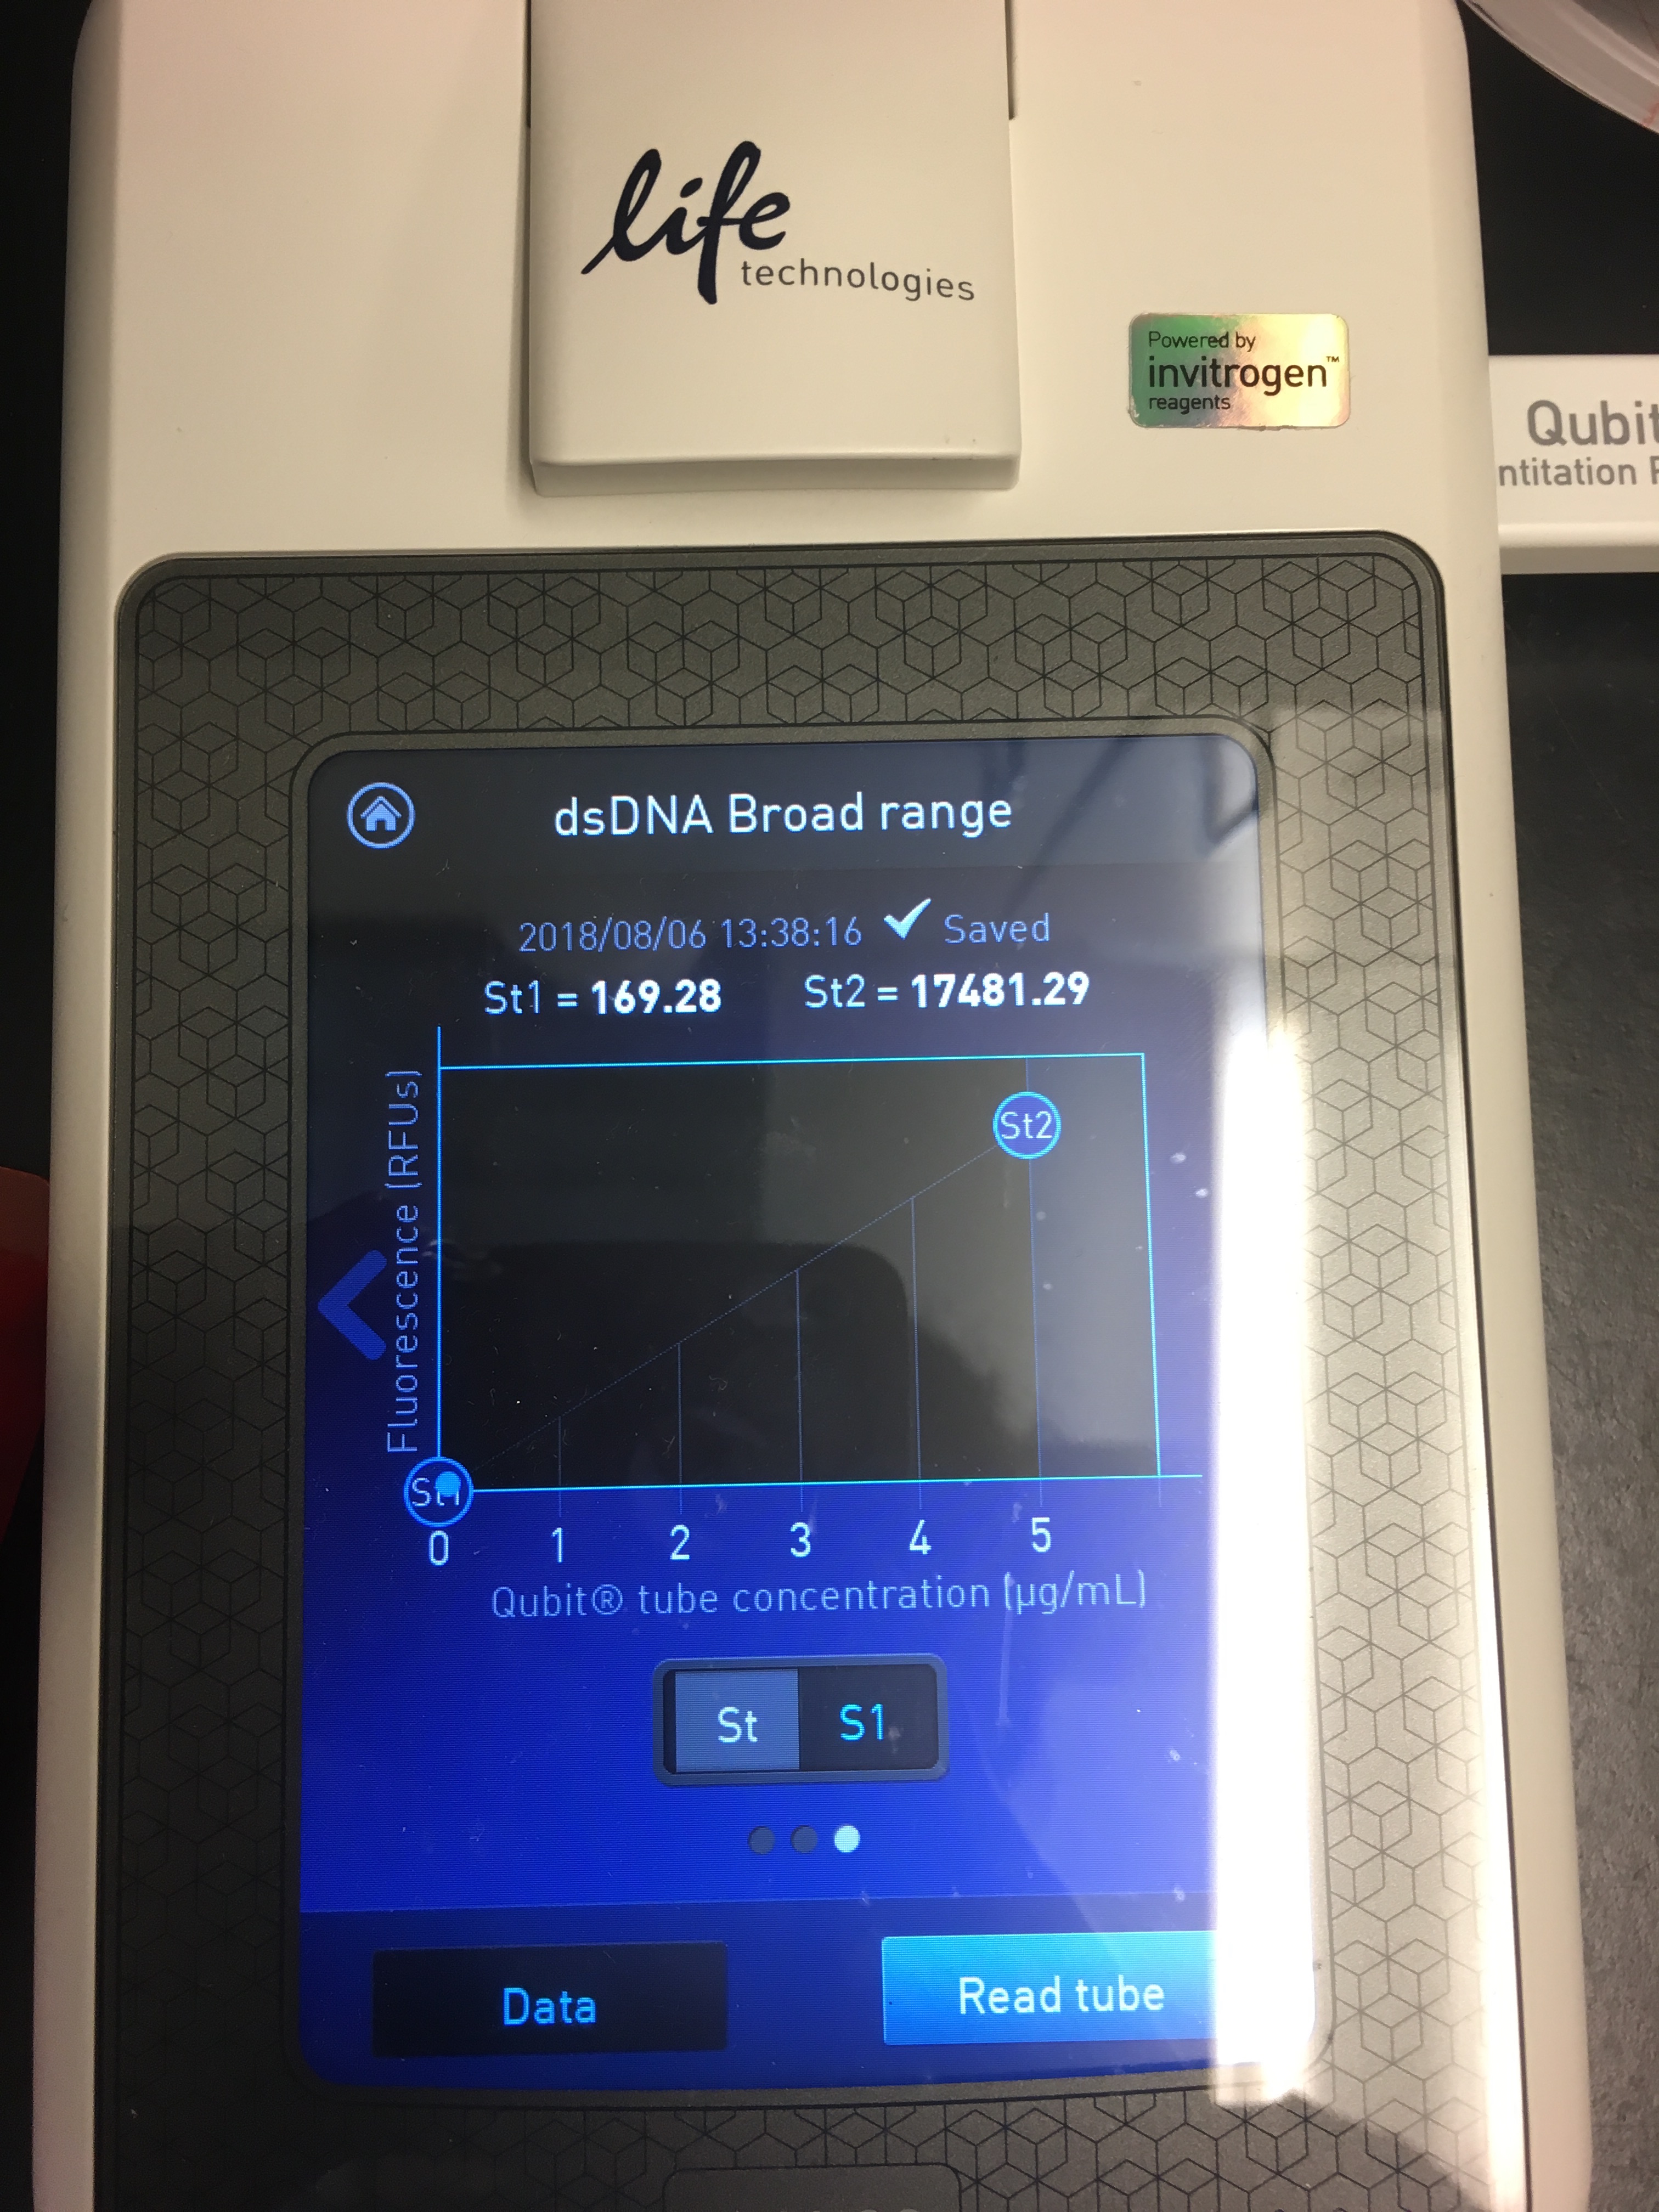 life
technologies
Powered by
invitrogen™
reagents
Qubit
dsDNA Broad range
2018/08/06 13:38:16 Saved
St1 = 169.28 St2 = 17481.29
Fluorescence (RFUs)
St2
St1
0 1 2 3 4 5
Qubit® tube concentration (µg/mL)
St S1
Data Read tube